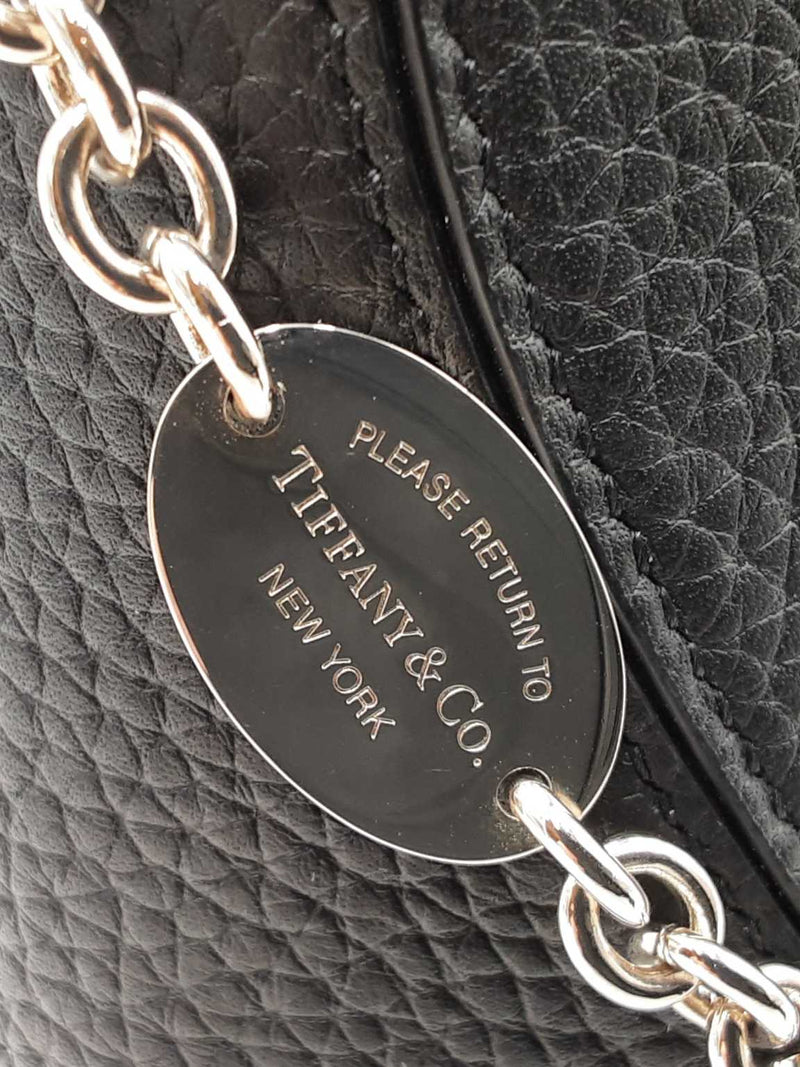 PLEASE RETURN TO
TIFFANY & CO.
NEW YORK